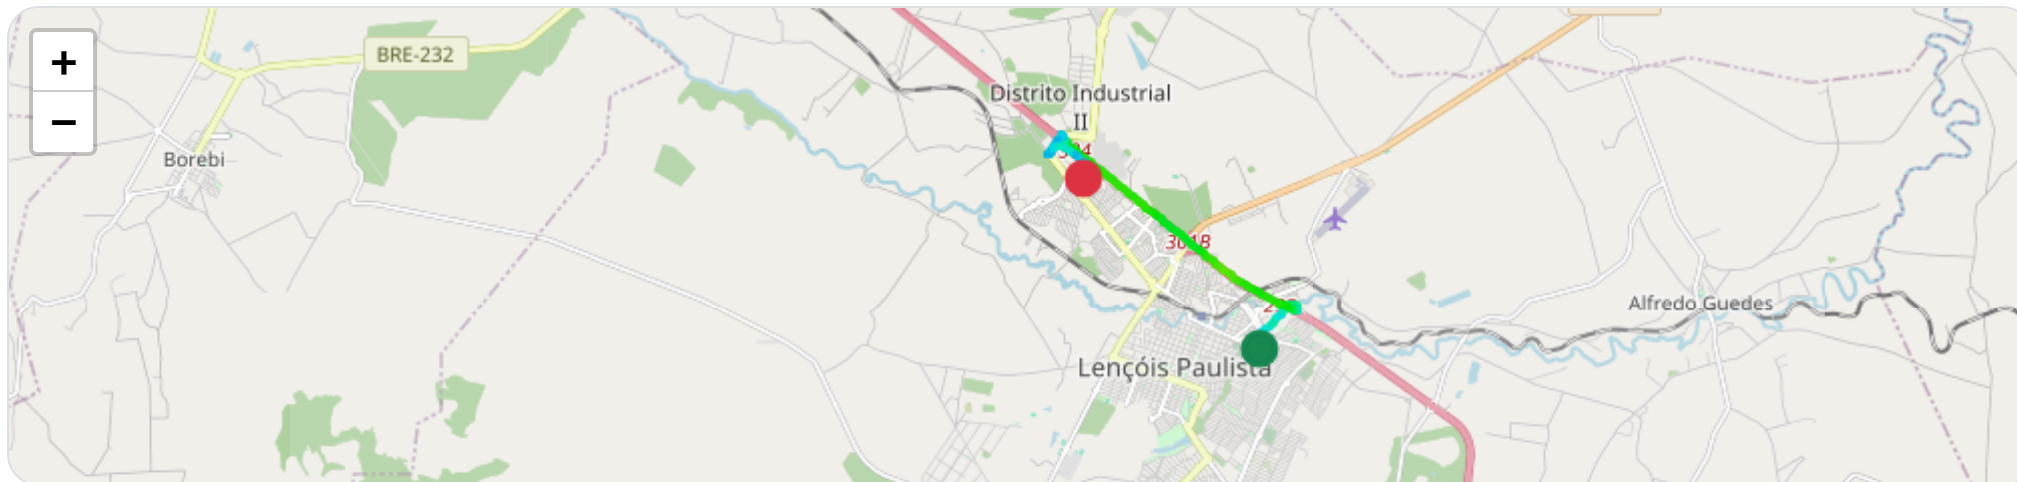 +
BRE-232
−
Distrito Industrial
II
Borebi
Alfredo Guedes
Lençóis Paulista